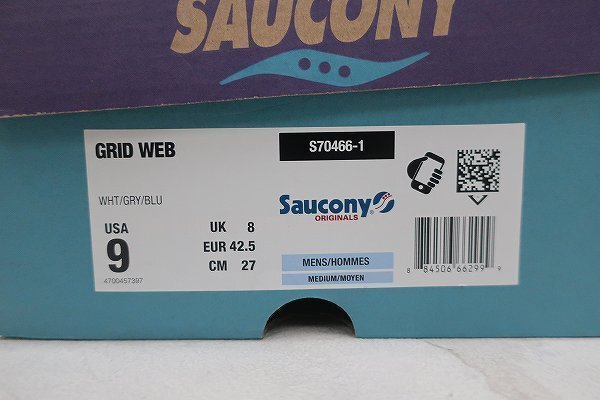 SAUCONY
GRID WEB
S70466-1
WHT/GRY/BLU
USA
9
4700457397
UK 8
EUR 42.5
CM 27
Saucony
ORIGINALS
MENS/HOMMES
MEDIUM/MOYEN
8 84506 66299 9